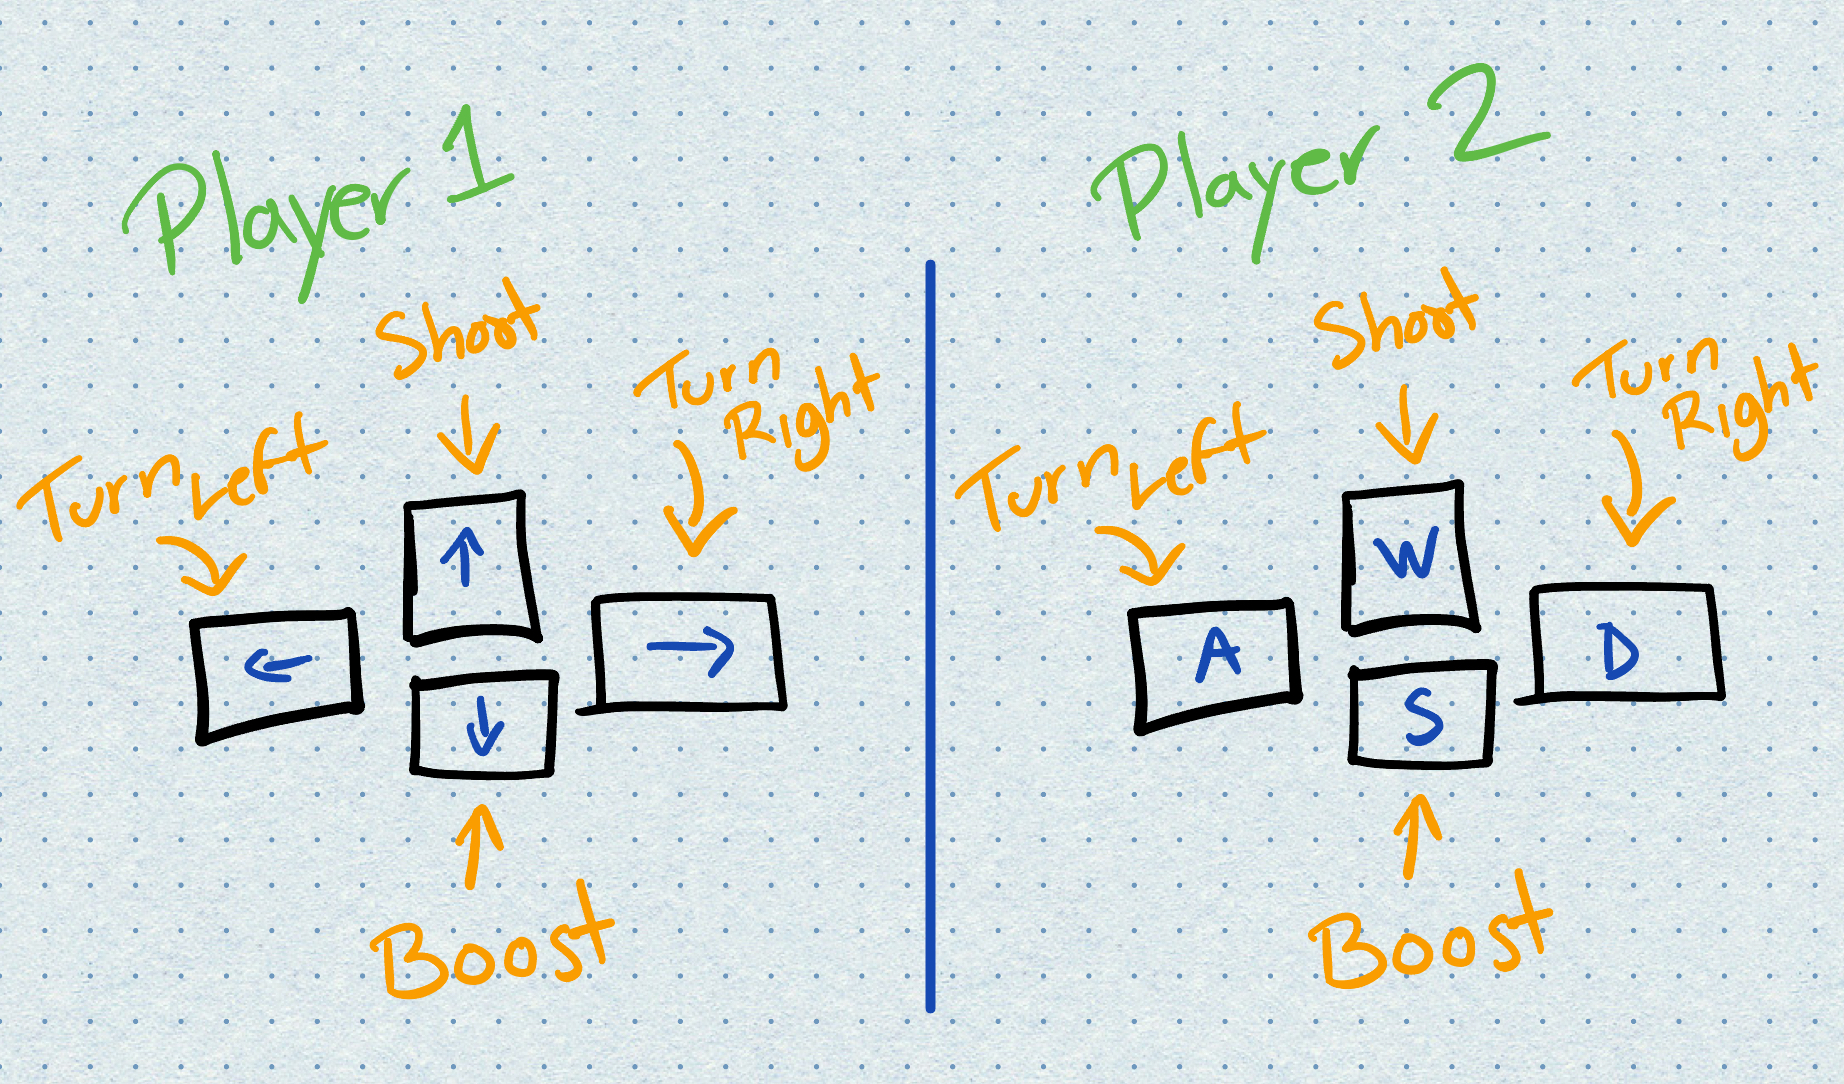 Player 1
Shoot
Turn
Right
Turn Left
↑
←
→
↓
Boost
Player 2
Shoot
Turn
Right
Turn Left
W
A
D
S
Boost